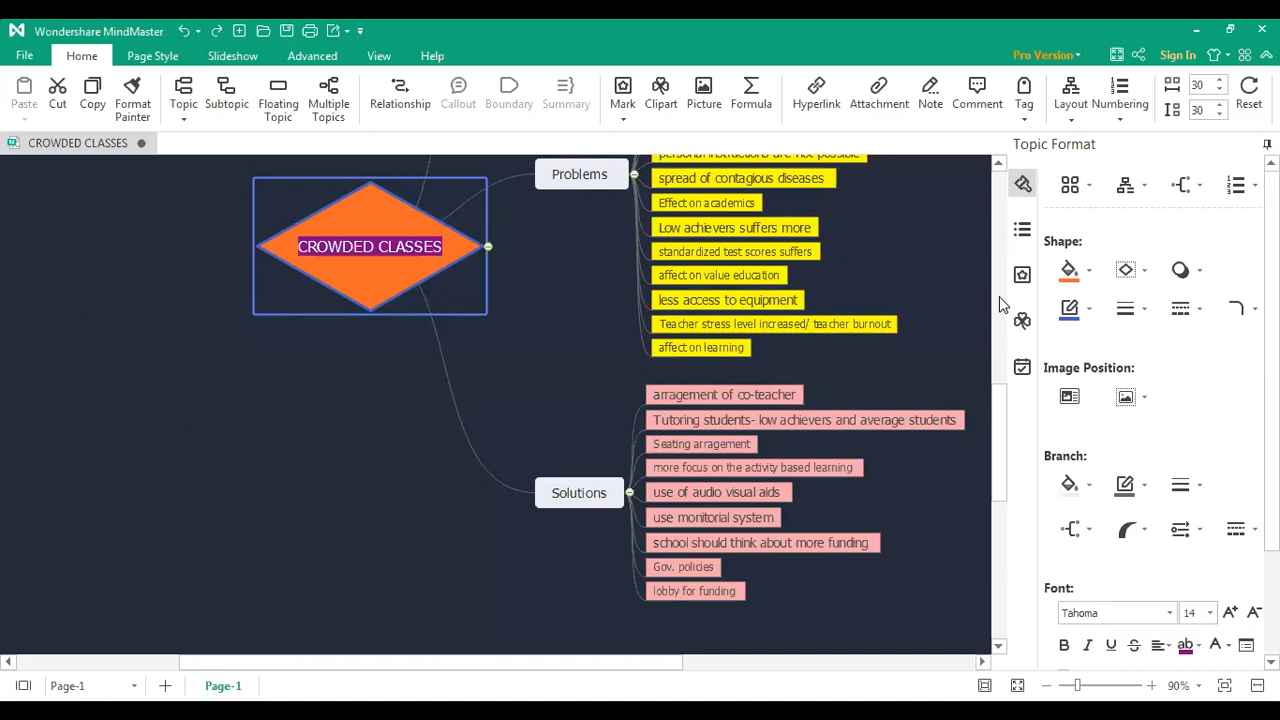 Wondershare MindMaster
File Home Page Style Slideshow Advanced View Help Pro Version Sign In
Paste Cut Copy Format Painter Topic Subtopic Floating Topic Multiple Topics Relationship Callout Boundary Summary Mark Clipart Picture Formula Hyperlink Attachment Note Comment Tag Layout Numbering 30 30 Reset
CROWDED CLASSES
Topic Format
personal instructions are not possible
Problems
spread of contagious diseases
Effect on academics
Low achievers suffers more
CROWDED CLASSES
standardized test scores suffers
affect on value education
less access to equipment
Teacher stress level increased/ teacher burnout
affect on learning
arragement of co-teacher
Tutoring students- low achievers and average students
Seating arragement
more focus on the activity based learning
Solutions
use of audio visual aids
use monitorial system
school should think about more funding
Gov. policies
lobby for funding
Shape:
Image Position:
Branch:
Font:
Tahoma 14 A+ A-
B I U S ab A
Page-1 Page-1 90%